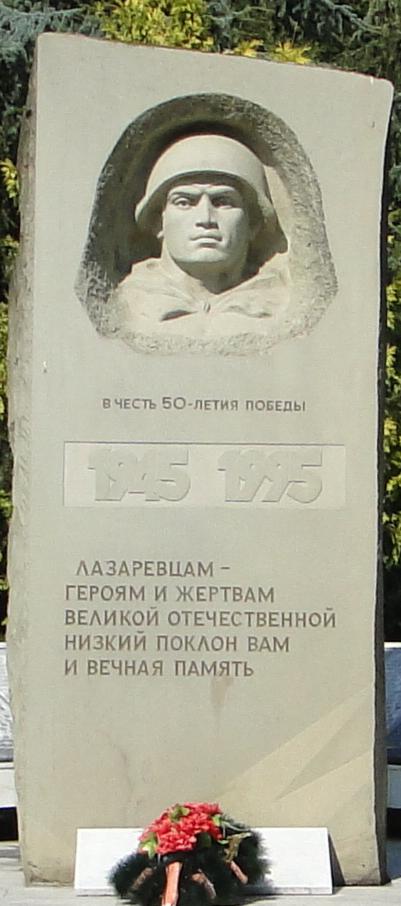 В ЧЕСТЬ 50-ЛЕТИЯ ПОБЕДЫ
1945 1995
ЛАЗАРЕВЦАМ –
ГЕРОЯМ И ЖЕРТВАМ
ВЕЛИКОЙ ОТЕЧЕСТВЕННОЙ
НИЗКИЙ ПОКЛОН ВАМ
И ВЕЧНАЯ ПАМЯТЬ